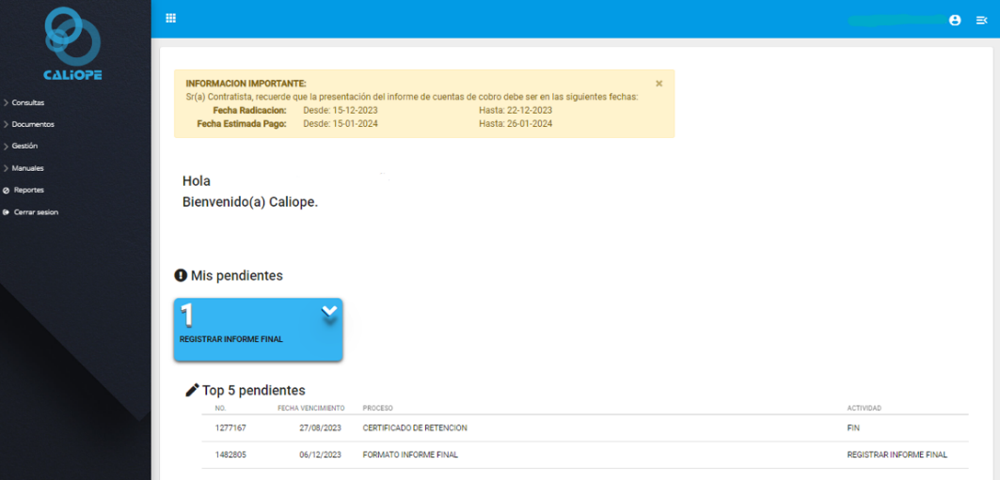 CALIOPE
Consultas
Documentos
Gestión
Manuales
Reportes
Cerrar sesion
INFORMACION IMPORTANTE: ×
Sr(a) Contratista, recuerde que la presentación del informe de cuentas de cobro debe ser en las siguientes fechas:
Fecha Radicacion: Desde: 15-12-2023 Hasta: 22-12-2023
Fecha Estimada Pago: Desde: 15-01-2024 Hasta: 26-01-2024
Hola
Bienvenido(a) Caliope.
Mis pendientes
1
REGISTRAR INFORME FINAL
Top 5 pendientes
NO. FECHA VENCIMIENTO PROCESO ACTIVIDAD
1277167 27/08/2023 CERTIFICADO DE RETENCION FIN
1482805 06/12/2023 FORMATO INFORME FINAL REGISTRAR INFORME FINAL